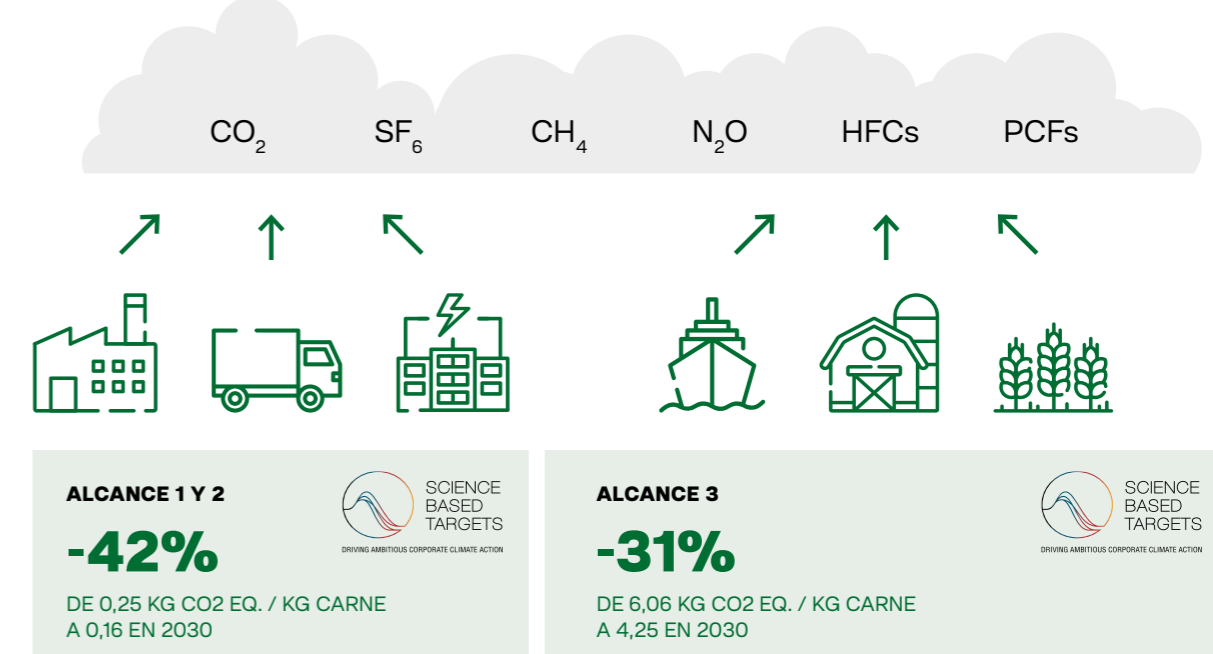 CO₂ SF₆ CH₄ N₂O HFCs PCFs
ALCANCE 1 Y 2
-42%
DE 0,25 KG CO2 EQ. / KG CARNE
A 0,16 EN 2030
SCIENCE
BASED
TARGETS
DRIVING AMBITIOUS CORPORATE CLIMATE ACTION
ALCANCE 3
-31%
DE 6,06 KG CO2 EQ. / KG CARNE
A 4,25 EN 2030
SCIENCE
BASED
TARGETS
DRIVING AMBITIOUS CORPORATE CLIMATE ACTION